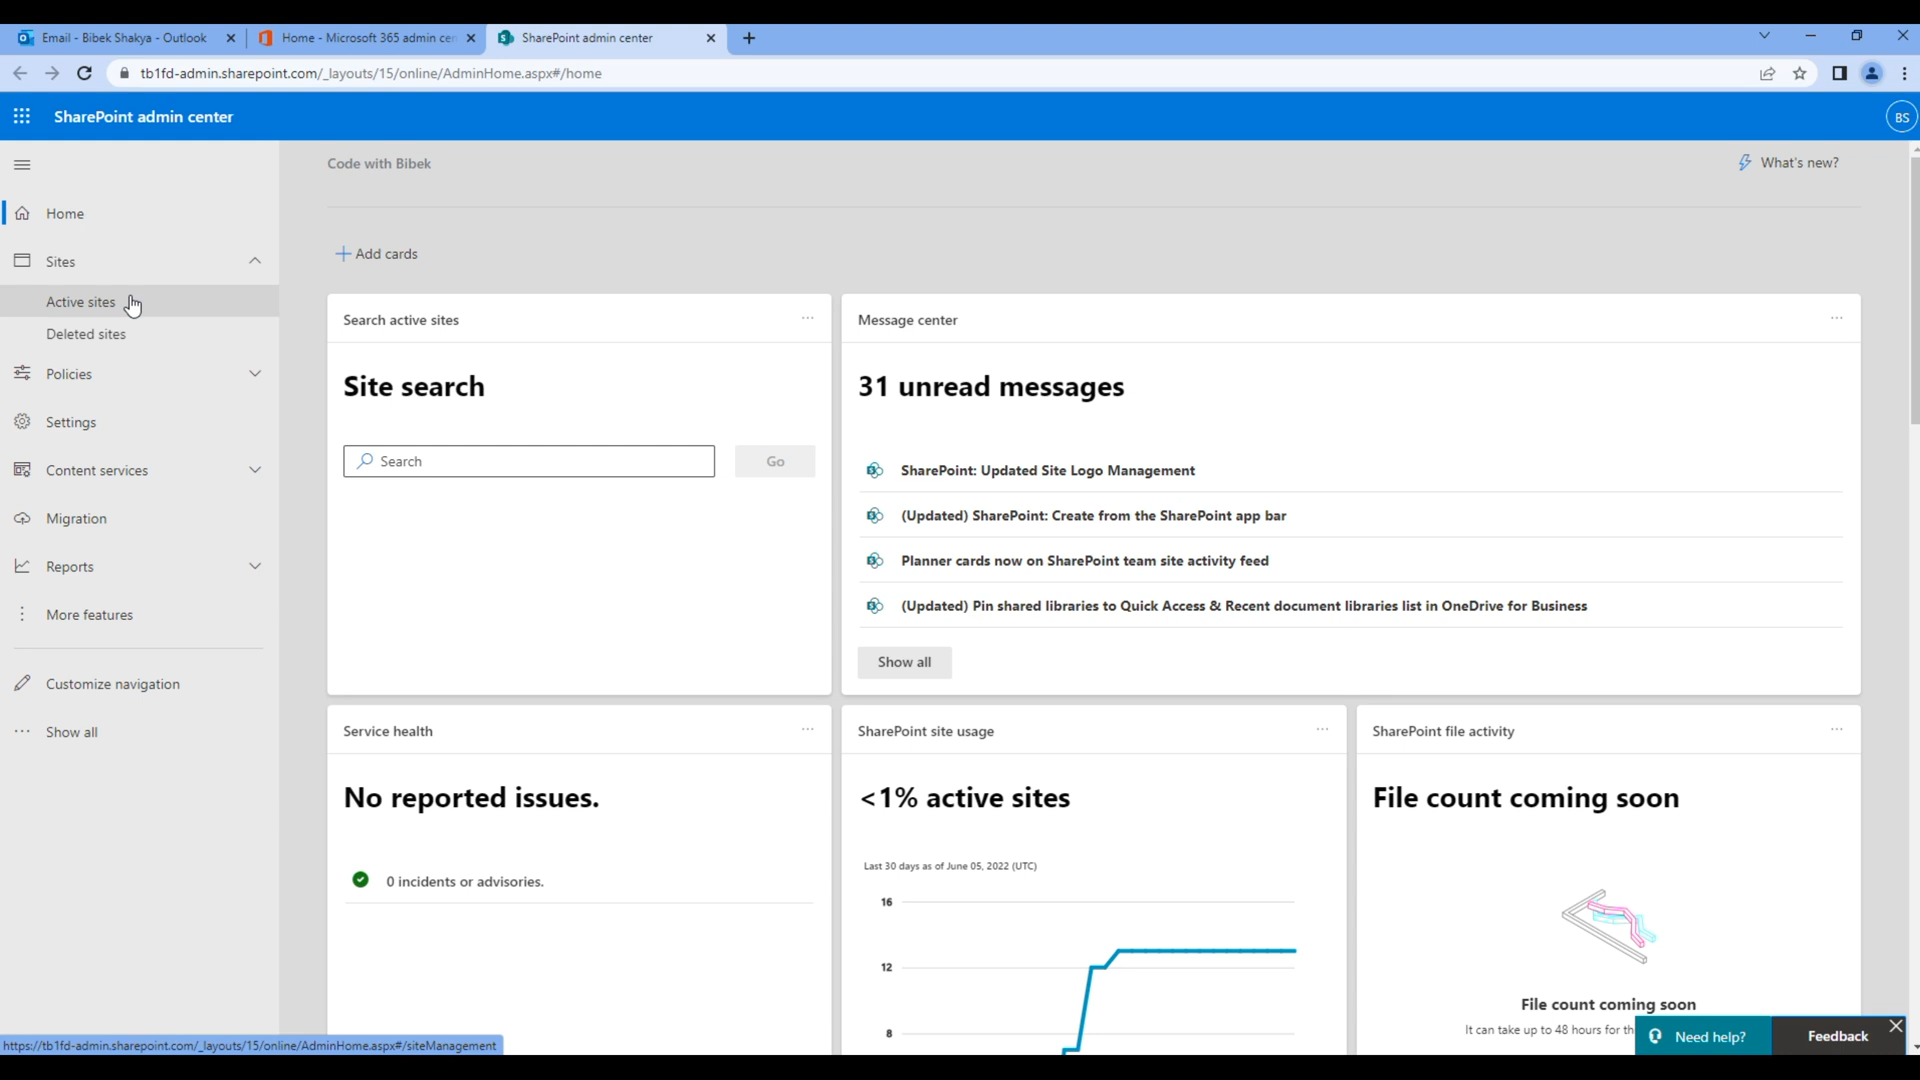 Email - Bibek Shakya - Outlook
Home - Microsoft 365 admin cen
SharePoint admin center
tb1fd-admin.sharepoint.com/_layouts/15/online/AdminHome.aspx#/home
SharePoint admin center
BS
Code with Bibek
What's new?
Home
Sites
Active sites
Deleted sites
Policies
Settings
Content services
Migration
Reports
More features
Customize navigation
Show all
Add cards
Search active sites
Site search
Search
Go
Message center
31 unread messages
SharePoint: Updated Site Logo Management
(Updated) SharePoint: Create from the SharePoint app bar
Planner cards now on SharePoint team site activity feed
(Updated) Pin shared libraries to Quick Access & Recent document libraries list in OneDrive for Business
Show all
Service health
No reported issues.
0 incidents or advisories.
SharePoint site usage
<1% active sites
Last 30 days as of June 05, 2022 (UTC)
16
12
8
SharePoint file activity
File count coming soon
File count coming soon
It can take up to 48 hours for th
Need help?
Feedback
https://tb1fd-admin.sharepoint.com/_layouts/15/online/AdminHome.aspx#/siteManagement